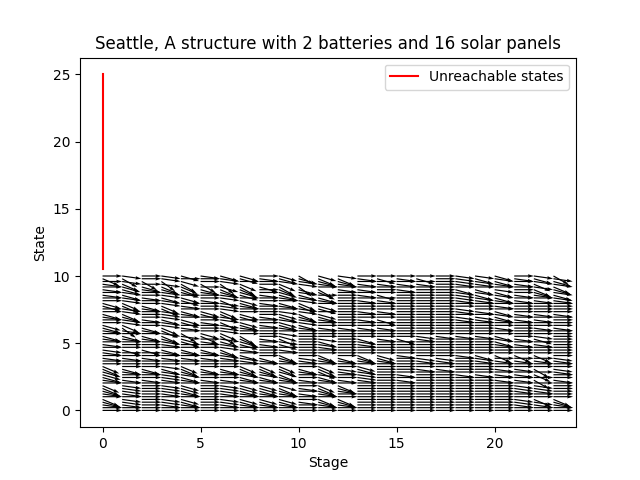 Seattle, A structure with 2 batteries and 16 solar panels
Unreachable states
25
20
15
10
5
0
State
0 5 10 15 20
Stage